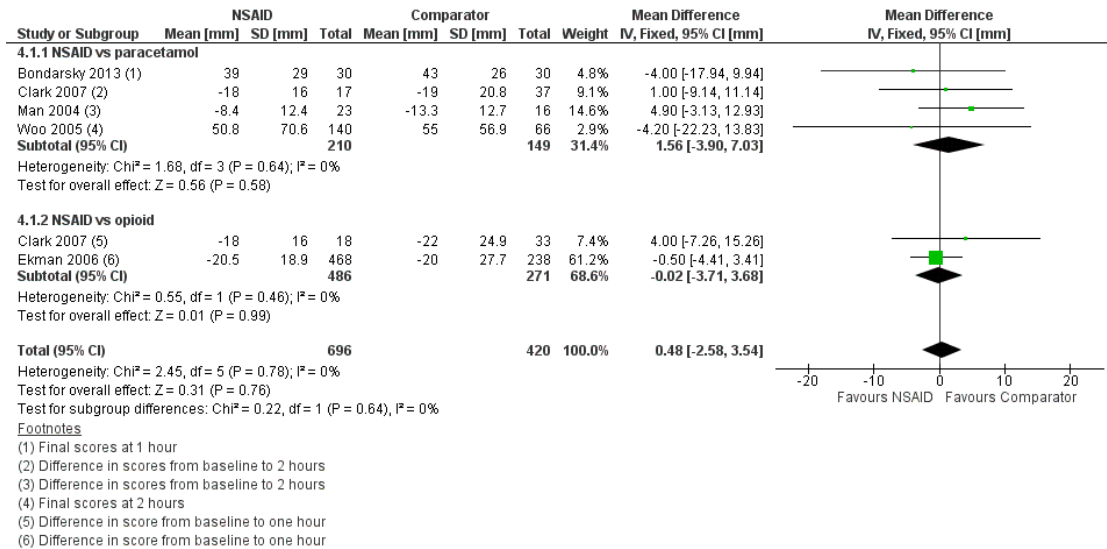 NSAID Comparator Mean Difference Mean Difference
Study or Subgroup Mean [mm] SD [mm] Total Mean [mm] SD [mm] Total Weight IV, Fixed, 95% CI [mm] IV, Fixed, 95% CI [mm]
4.1.1 NSAID vs paracetamol
Bondarsky 2013 (1) 39 29 30 43 26 30 4.8% -4.00 [-17.94, 9.94]
Clark 2007 (2) -18 16 17 -19 20.8 37 9.1% 1.00 [-9.14, 11.14]
Man 2004 (3) -8.4 12.4 23 -13.3 12.7 16 14.6% 4.90 [-3.13, 12.93]
Woo 2005 (4) 50.8 70.6 140 55 56.9 66 2.9% -4.20 [-22.23, 13.83]
Subtotal (95% CI) 210 149 31.4% 1.56 [-3.90, 7.03]
Heterogeneity: Chi² = 1.68, df = 3 (P = 0.64); I² = 0%
Test for overall effect: Z = 0.56 (P = 0.58)
4.1.2 NSAID vs opioid
Clark 2007 (5) -18 16 18 -22 24.9 33 7.4% 4.00 [-7.26, 15.26]
Ekman 2006 (6) -20.5 18.9 468 -20 27.7 238 61.2% -0.50 [-4.41, 3.41]
Subtotal (95% CI) 486 271 68.6% -0.02 [-3.71, 3.68]
Heterogeneity: Chi² = 0.55, df = 1 (P = 0.46); I² = 0%
Test for overall effect: Z = 0.01 (P = 0.99)
Total (95% CI) 696 420 100.0% 0.48 [-2.58, 3.54]
Heterogeneity: Chi² = 2.45, df = 5 (P = 0.78); I² = 0%
Test for overall effect: Z = 0.31 (P = 0.76)
Test for subgroup differences: Chi² = 0.22, df = 1 (P = 0.64), I² = 0%
-20 -10 0 10 20
Favours NSAID Favours Comparator
Footnotes
(1) Final scores at 1 hour
(2) Difference in scores from baseline to 2 hours
(3) Difference in scores from baseline to 2 hours
(4) Final scores at 2 hours
(5) Difference in score from baseline to one hour
(6) Difference in score from baseline to one hour